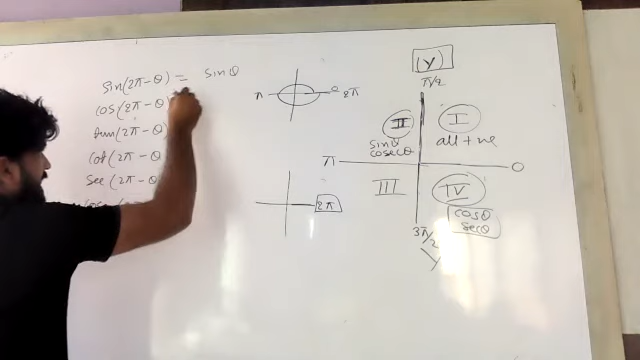 sin(2π-θ) = sinθ
cos(2π-θ)
tan(2π-θ)
cot(2π-θ
sec(2π-θ
π 0 2π
2π
(y)
π/2
II I
sinθ all +ve
cosecθ
π 0
III IV
cosθ
secθ
3π/2
y